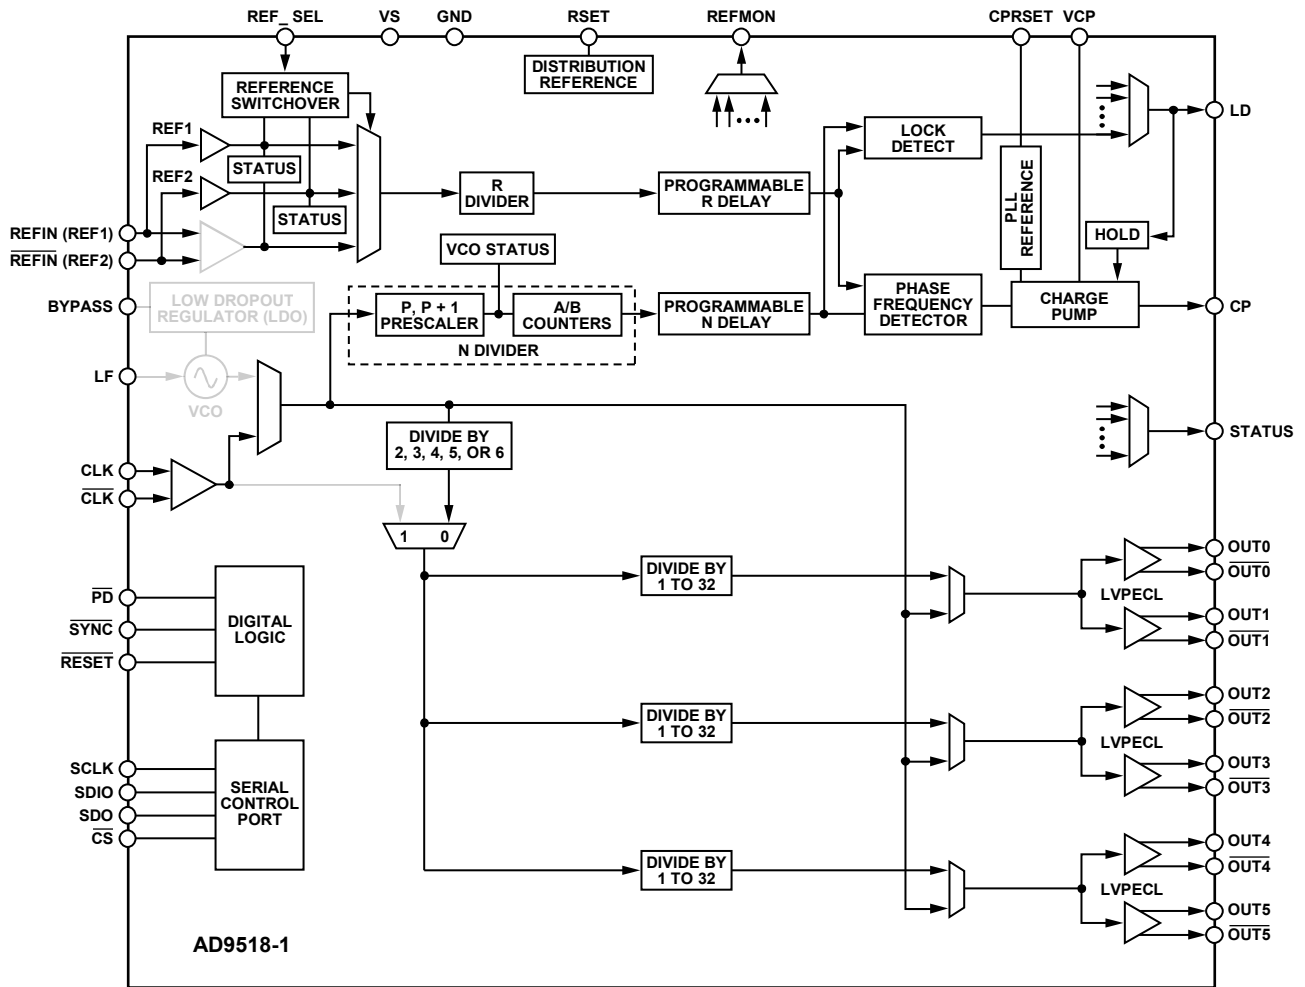 REF_ SEL
VS
GND
RSET
REFMON
CPRSET
VCP
DISTRIBUTION
REFERENCE
REFERENCE
SWITCHOVER
REF1
STATUS
REF2
STATUS
R
DIVIDER
PROGRAMMABLE
R DELAY
LOCK
DETECT
PLL
REFERENCE
HOLD
LD
REFIN (REF1)
REFIN (REF2)
VCO STATUS
BYPASS
LOW DROPOUT
REGULATOR (LDO)
P, P + 1
PRESCALER
A/B
COUNTERS
N DIVIDER
PROGRAMMABLE
N DELAY
PHASE
FREQUENCY
DETECTOR
CHARGE
PUMP
CP
LF
VCO
DIVIDE BY
2, 3, 4, 5, OR 6
STATUS
CLK
CLK
1 0
DIVIDE BY
1 TO 32
LVPECL
OUT0
OUT0
OUT1
OUT1
PD
SYNC
RESET
DIGITAL
LOGIC
DIVIDE BY
1 TO 32
LVPECL
OUT2
OUT2
OUT3
OUT3
SCLK
SDIO
SDO
CS
SERIAL
CONTROL
PORT
DIVIDE BY
1 TO 32
LVPECL
OUT4
OUT4
OUT5
OUT5
AD9518-1